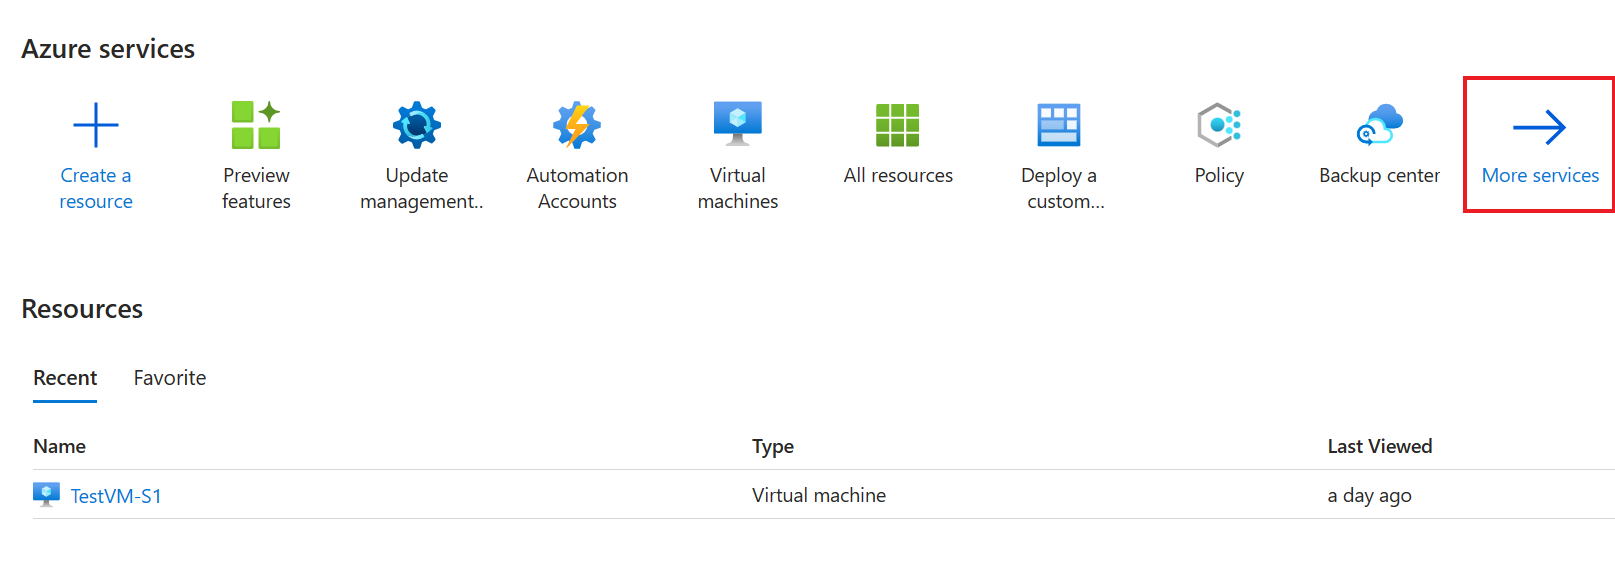 Azure services
Create a
resource
Preview
features
Update
management..
Automation
Accounts
Virtual
machines
All resources
Deploy a
custom...
Policy
Backup center
More services
Resources
Recent Favorite
Name Type Last Viewed
TestVM-S1 Virtual machine a day ago